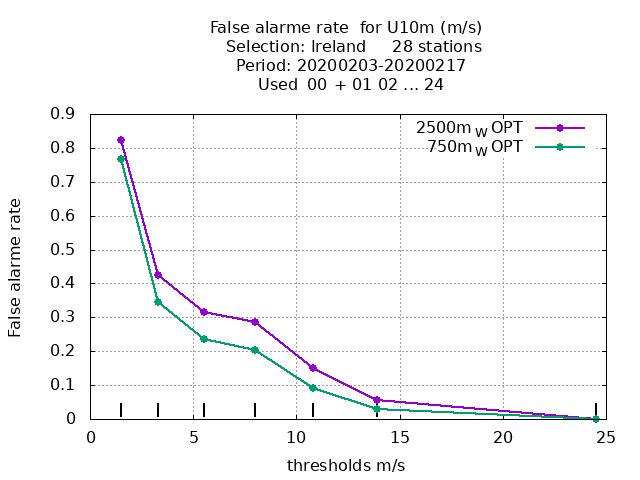 False alarme rate  for U10m (m/s)
Selection: Ireland     28 stations
Period: 20200203-20200217
Used  00  + 01 02 ... 24
2500m W OPT
750m W OPT
0.9
0.8
0.7
0.6
0.5
0.4
0.3
0.2
0.1
0
False alarme rate
0 5 10 15 20 25
thresholds m/s